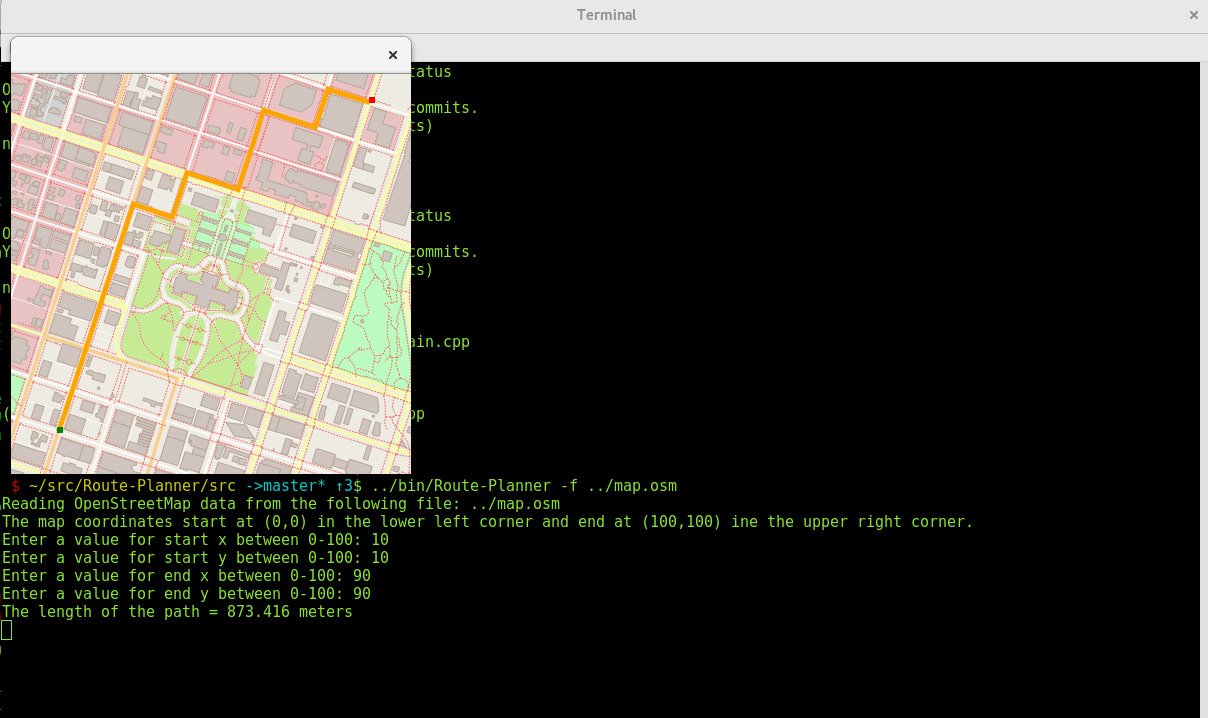 Terminal
tatus
O
Y commits.
ts)
n
tatus
O
Y commits.
ts)
n
ain.cpp
( pp
$ ~/src/Route-Planner/src ->master* ↑3$ ../bin/Route-Planner -f ../map.osm
Reading OpenStreetMap data from the following file: ../map.osm
The map coordinates start at (0,0) in the lower left corner and end at (100,100) ine the upper right corner.
Enter a value for start x between 0-100: 10
Enter a value for start y between 0-100: 10
Enter a value for end x between 0-100: 90
Enter a value for end y between 0-100: 90
The length of the path = 873.416 meters